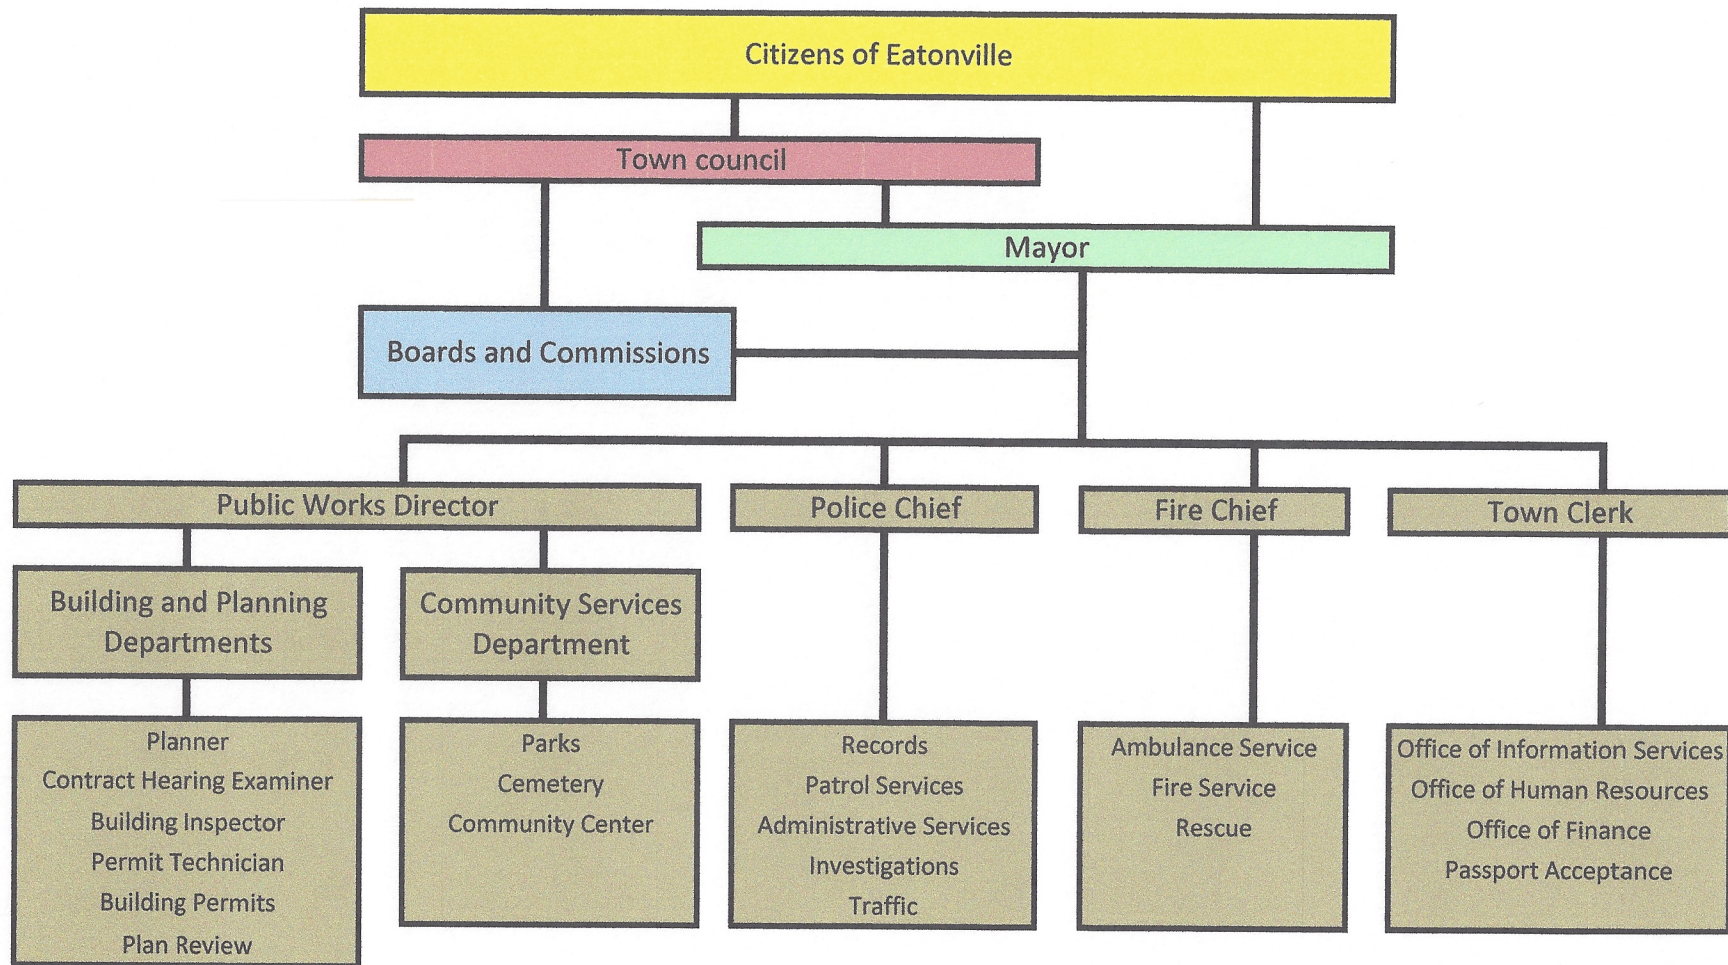 Citizens of Eatonville
Town council
Mayor
Boards and Commissions
Public Works Director
Police Chief
Fire Chief
Town Clerk
Building and Planning
Departments
Community Services
Department
Planner
Contract Hearing Examiner
Building Inspector
Permit Technician
Building Permits
Plan Review
Parks
Cemetery
Community Center
Records
Patrol Services
Administrative Services
Investigations
Traffic
Ambulance Service
Fire Service
Rescue
Office of Information Services
Office of Human Resources
Office of Finance
Passport Acceptance